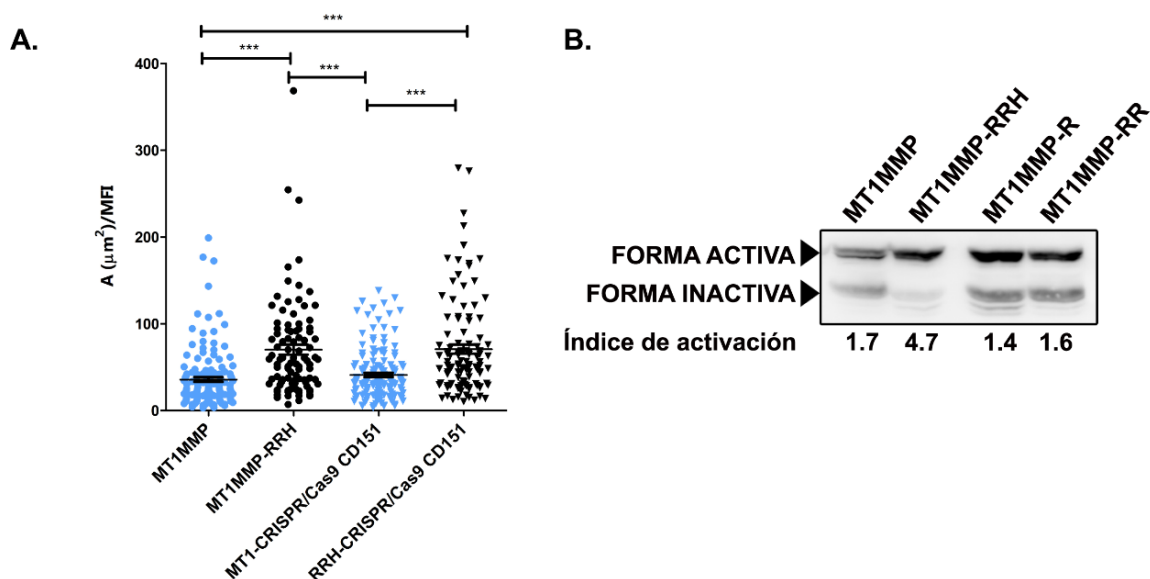 A.
***
***
***
***
A (μm²)/MFI
400
300
200
100
0
MT1MMP
MT1MMP-RRH
MT1-CRISPR/Cas9 CD151
RRH-CRISPR/Cas9 CD151
B.
MT1MMP
MT1MMP-RRH
MT1MMP-R
MT1MMP-RR
FORMA ACTIVA
FORMA INACTIVA
Índice de activación 1.7 4.7 1.4 1.6